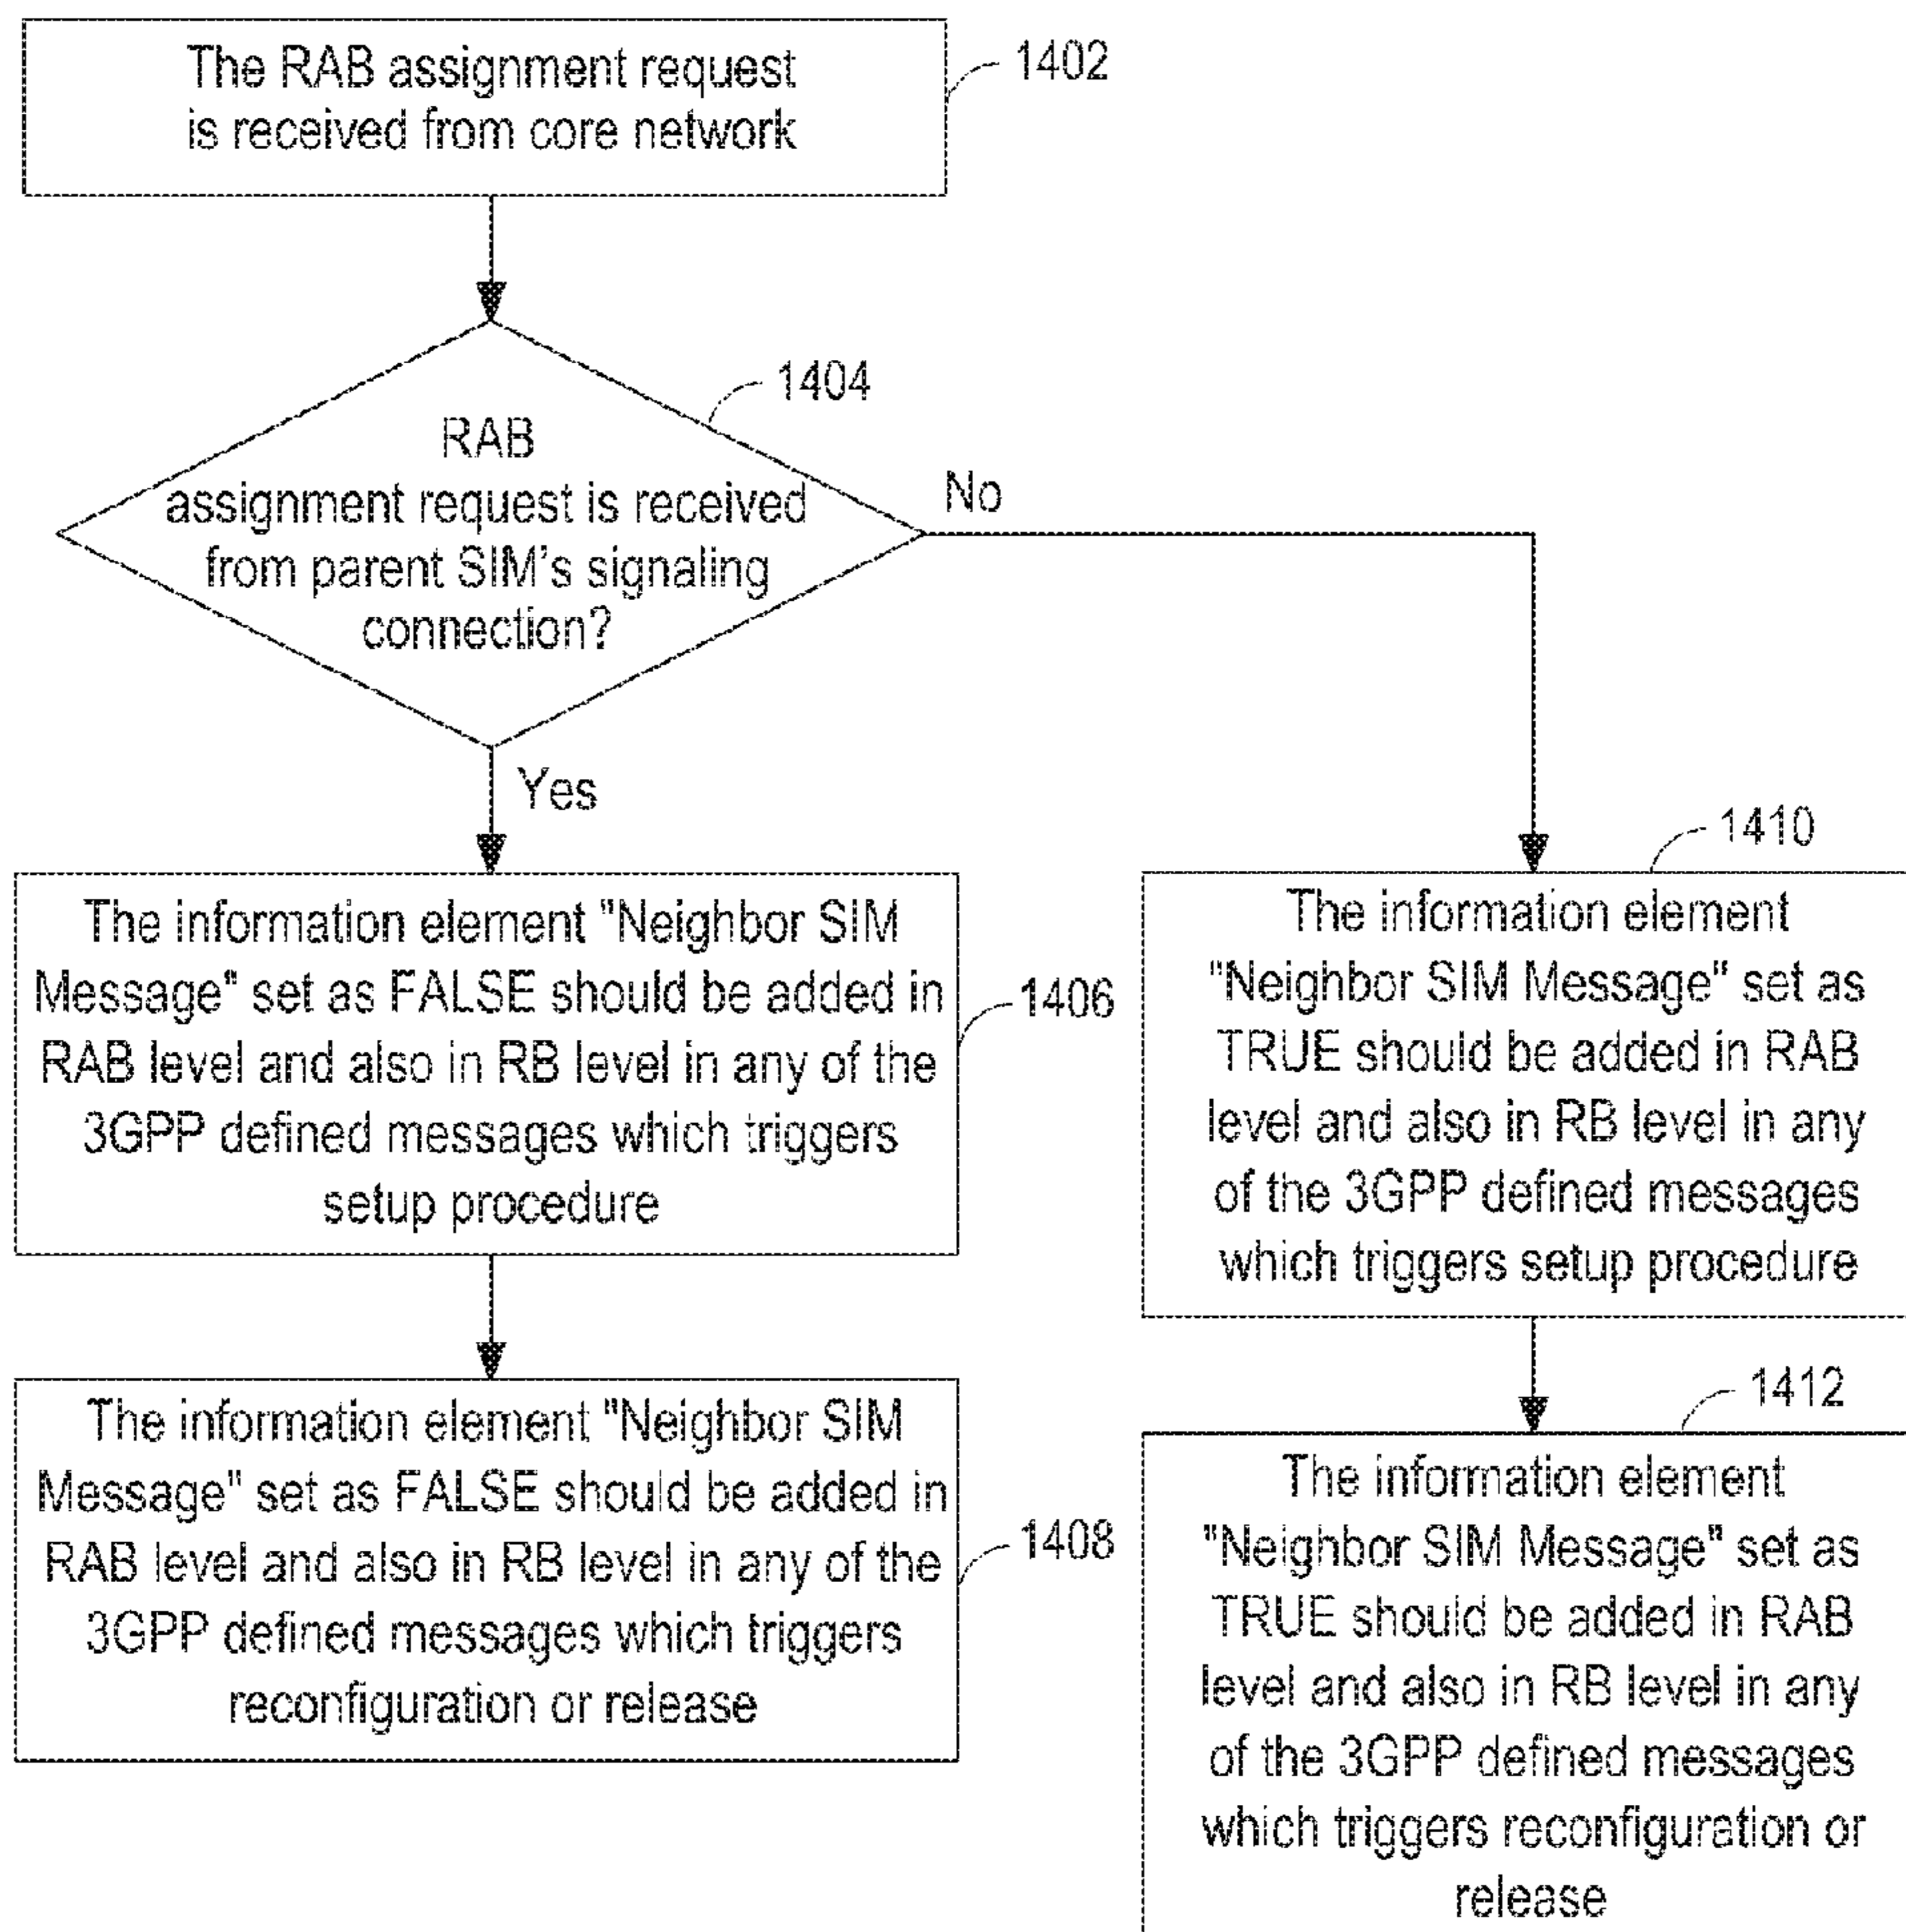 The RAB assignment request
is received from core network
1402
1404
RAB
assignment request is received
from parent SIM's signaling
connection?
No
Yes
The information element "Neighbor SIM
Message" set as FALSE should be added in
RAB level and also in RB level in any of the
3GPP defined messages which triggers
setup procedure
1406
1410
The information element
"Neighbor SIM Message" set as
TRUE should be added in RAB
level and also in RB level in any
of the 3GPP defined messages
which triggers setup procedure
The information element "Neighbor SIM
Message" set as FALSE should be added in
RAB level and also in RB level in any of the
3GPP defined messages which triggers
reconfiguration or release
1408
1412
The information element
"Neighbor SIM Message" set as
TRUE should be added in RAB
level and also in RB level in any
of the 3GPP defined messages
which triggers reconfiguration or
release